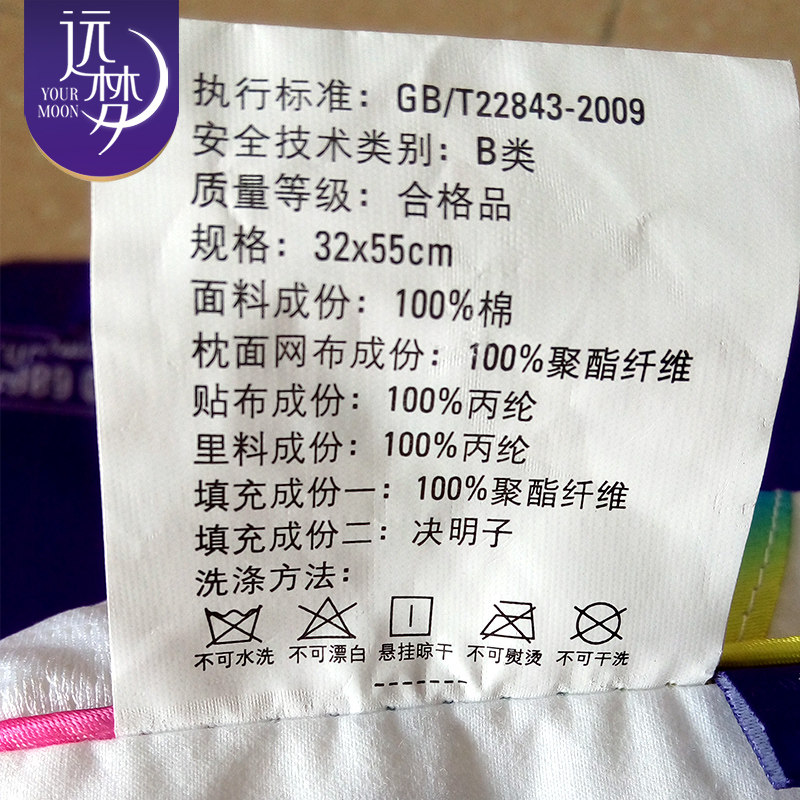 远梦
YOUR MOON
执行标准：GB/T22843-2009
安全技术类别：B类
质量等级：合格品
规格：32x55cm
面料成份：100%棉
枕面网布成份：100%聚酯纤维
贴布成份：100%丙纶
里料成份：100%丙纶
填充成份一：100%聚酯纤维
填充成份二：决明子
洗涤方法：
不可水洗 不可漂白 悬挂晾干 不可熨烫 不可干洗